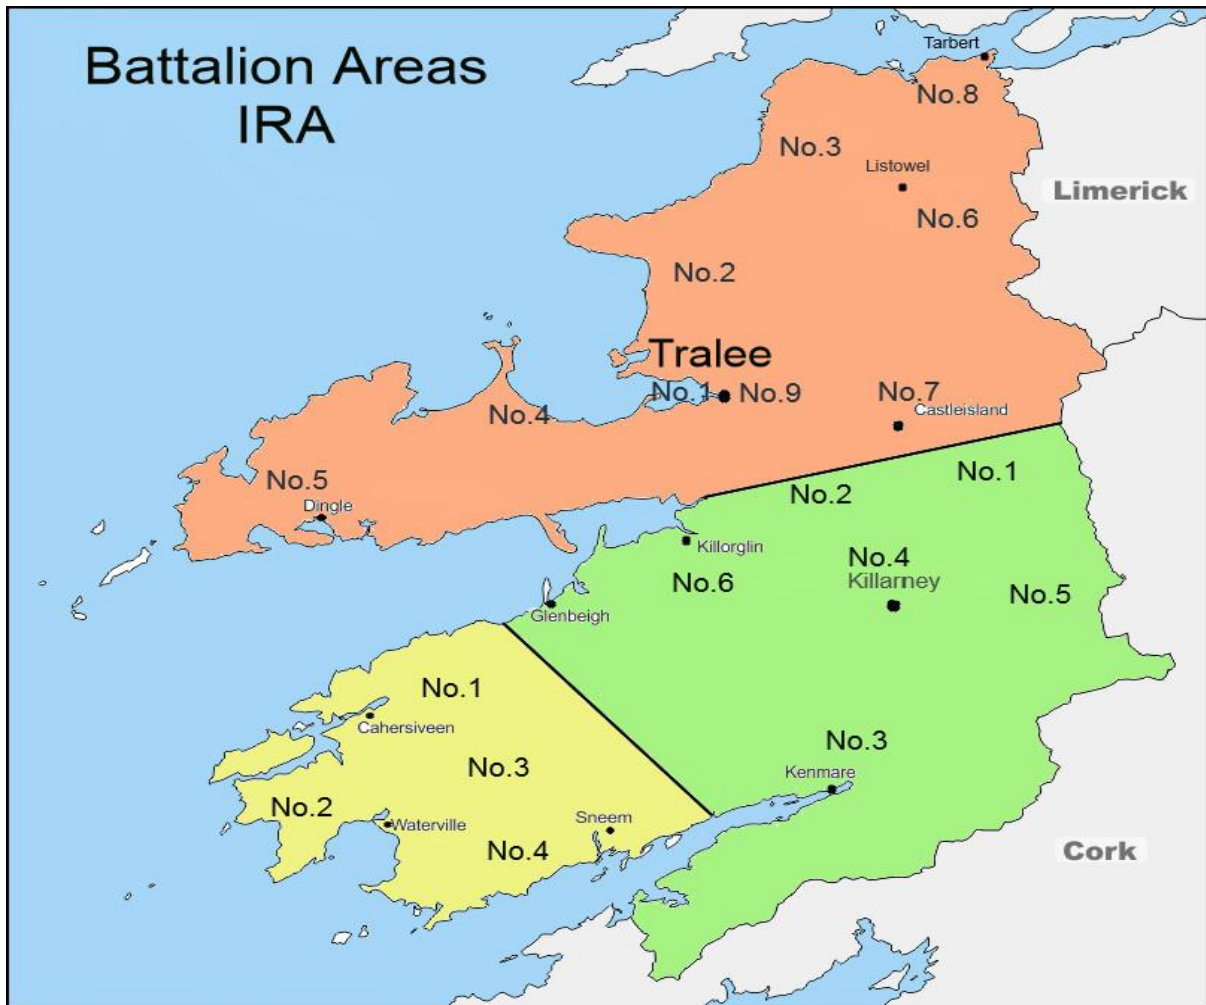 Battalion Areas
IRA
Tarbert
No.8
No.3
Listowel
Limerick
No.6
No.2
Tralee
No.1
No.9
No.7
Castleisland
No.4
No.5
Dingle
No.1
No.2
Killorglin
No.4
Killarney
No.6
No.5
Glenbeigh
No.1
Cahersiveen
No.3
No.3
Kenmare
No.2
Waterville
Sneem
No.4
Cork